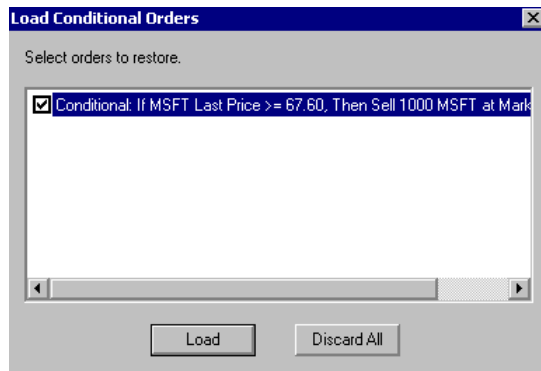 Load Conditional Orders
Select orders to restore.
Conditional: If MSFT Last Price >= 67.60, Then Sell 1000 MSFT at Mark
Load
Discard All